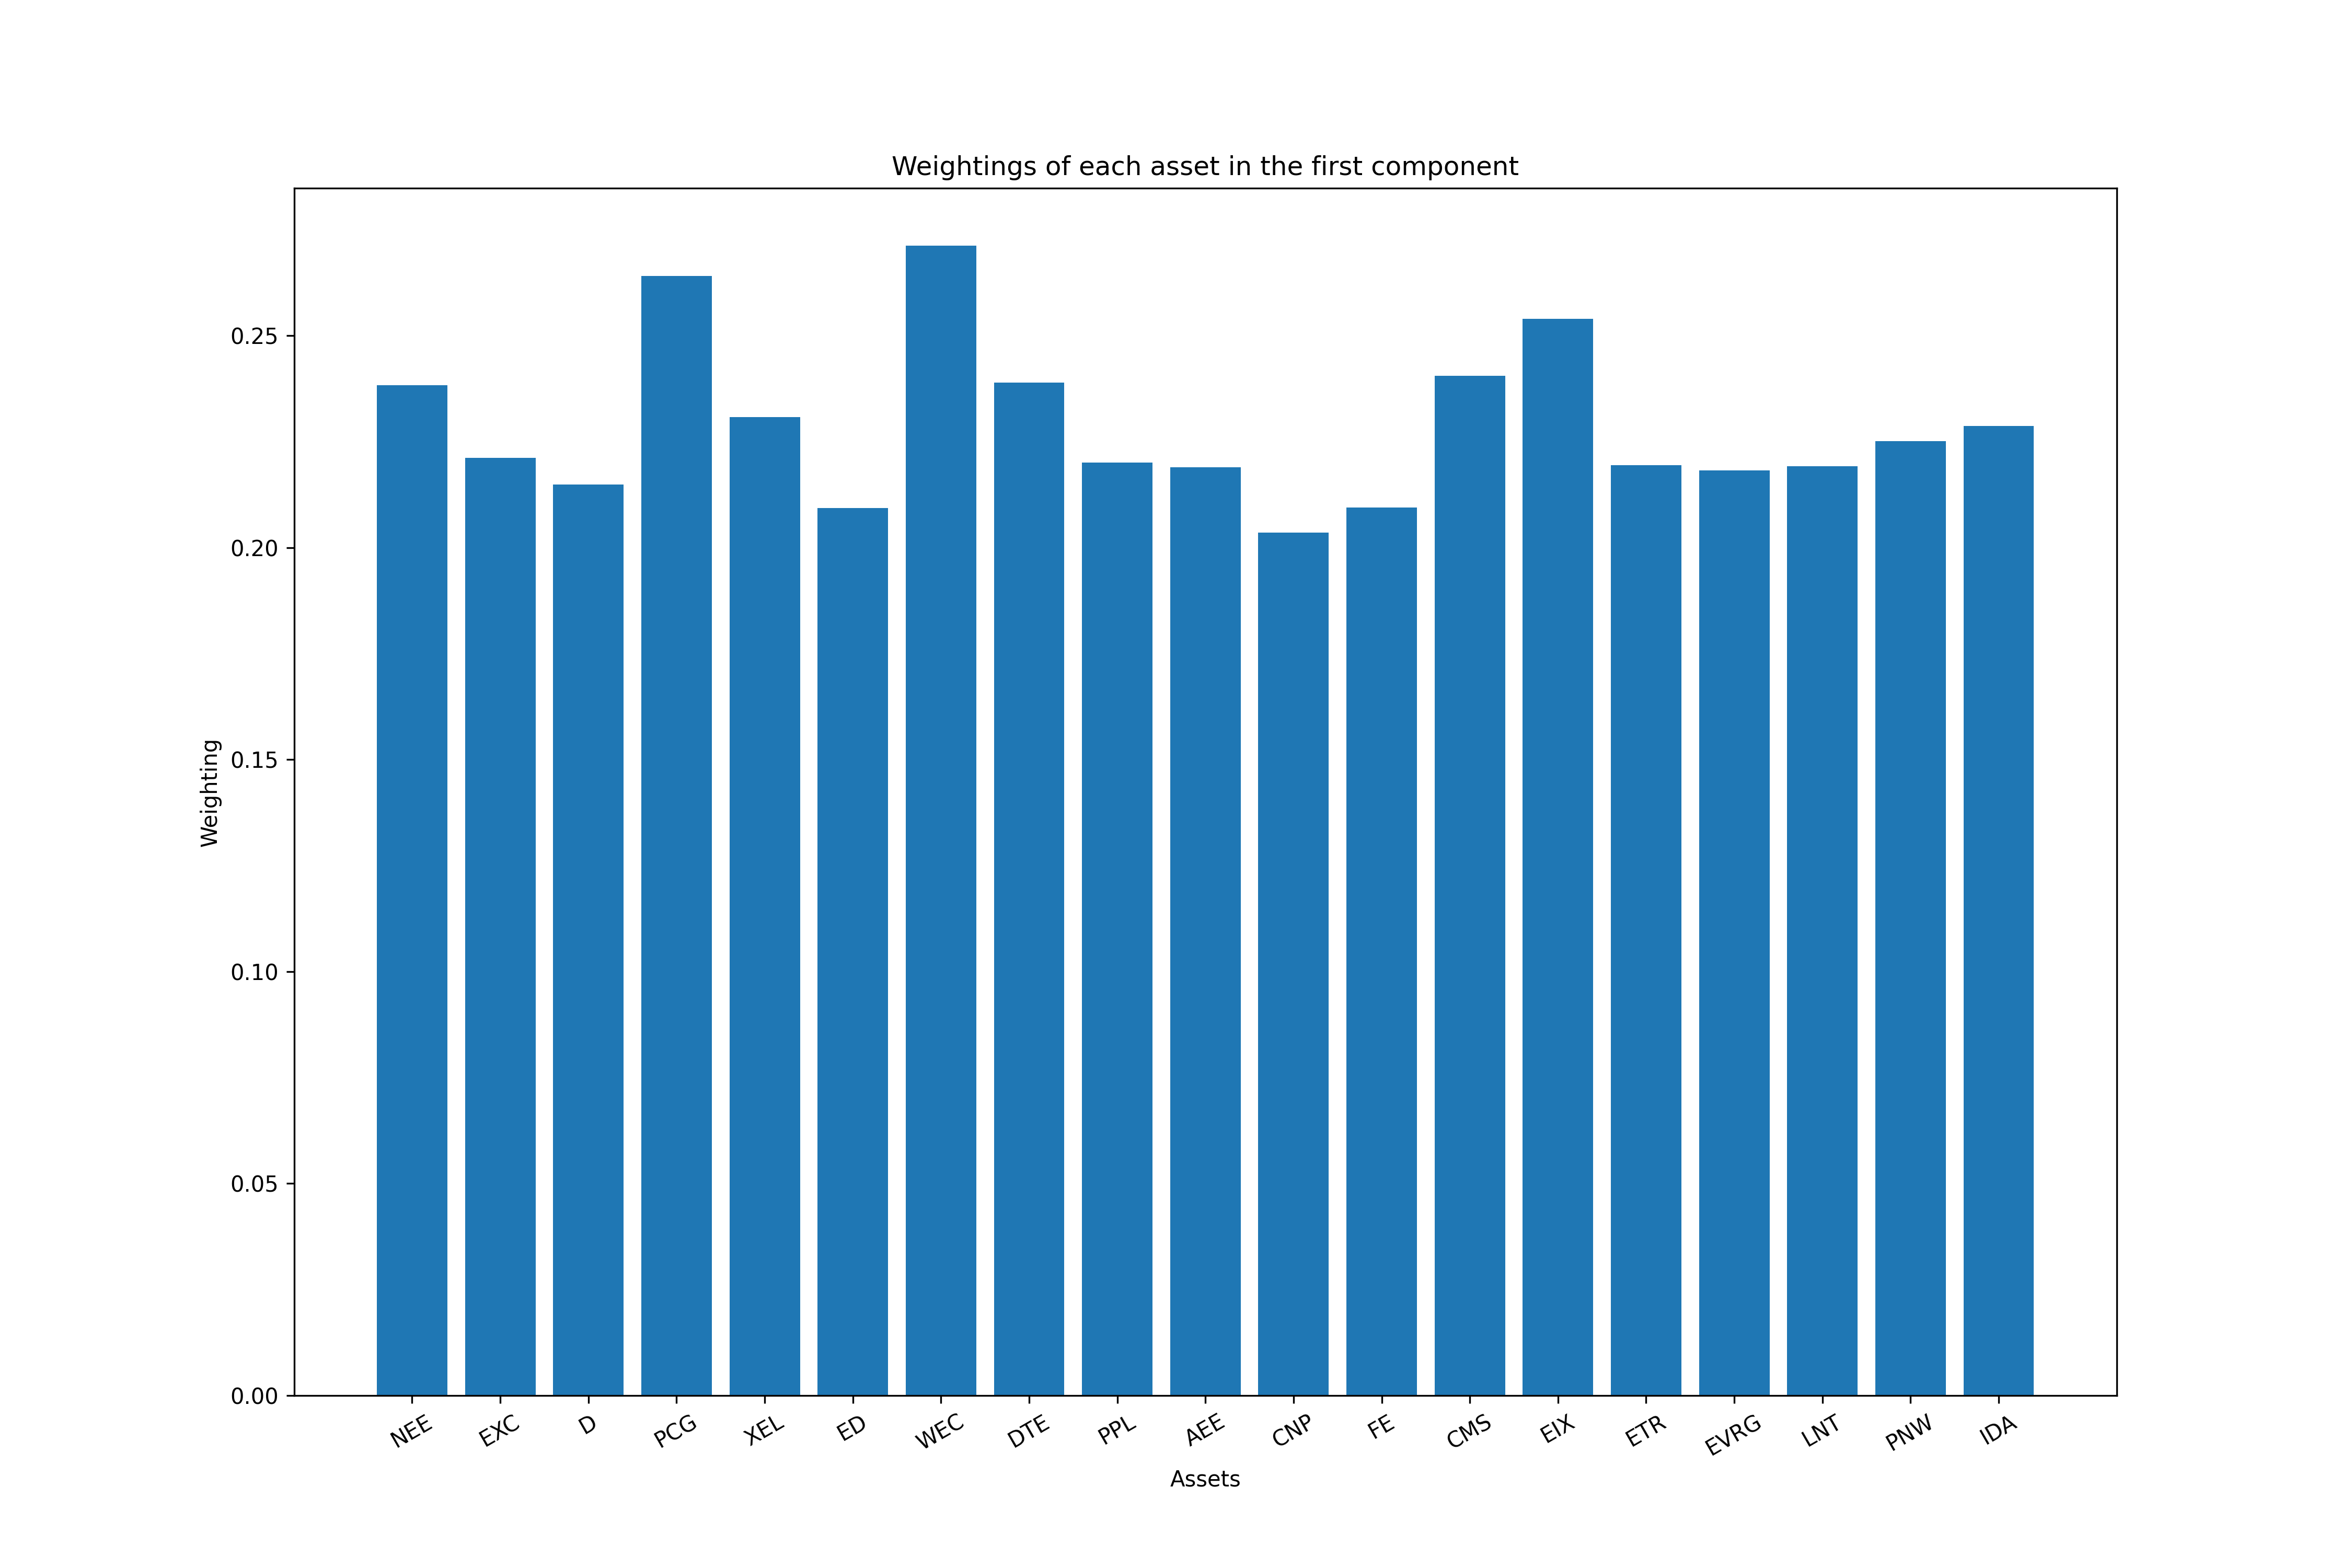 Weightings of each asset in the first component
0.25
0.20
0.15
0.10
0.05
0.00
Weighting
NEE EXC D PCG XEL ED WEC DTE PPL AEE CNP FE CMS EIX ETR EVRG LNT PNW IDA
Assets